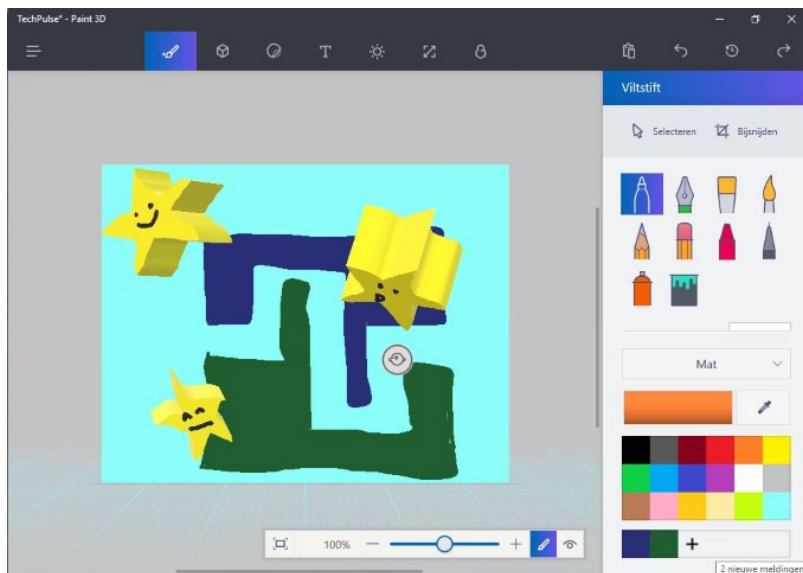 TechPulse* - Paint 3D
T
Viltstift
Selecteren
Bijsnijden
Mat
100%
2 nieuwe meldingen